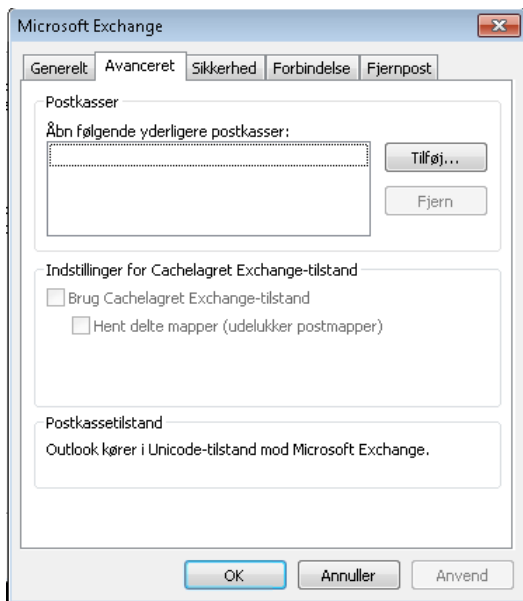 Microsoft Exchange
Generelt Avanceret Sikkerhed Forbindelse Fjernpost
Postkasser
Åbn følgende yderligere postkasser:
Tilføj...
Fjern
Indstillinger for Cachelagret Exchange-tilstand
Brug Cachelagret Exchange-tilstand
Hent delte mapper (udelukker postmapper)
Postkassetilstand
Outlook kører i Unicode-tilstand mod Microsoft Exchange.
OK Annuller Anvend